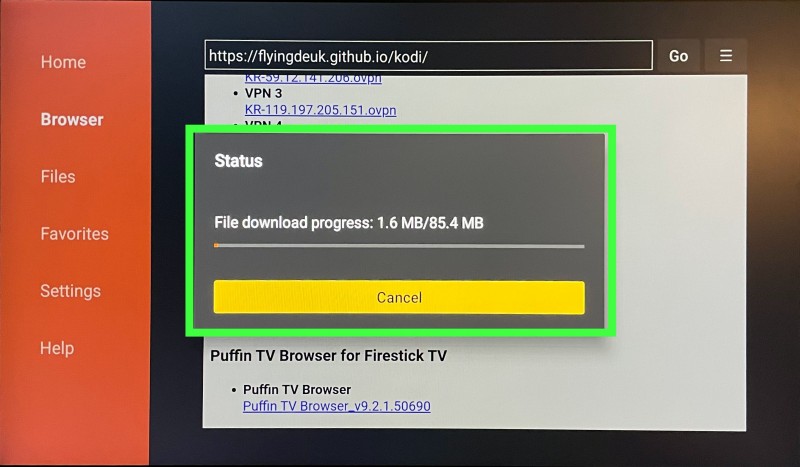 Home
Browser
Files
Favorites
Settings
Help
https://flyingdeuk.github.io/kodi/
Go
KR-59.12.141.206.ovpn
VPN 3
KR-119.197.205.151.ovpn
VPN 4
Status
File download progress: 1.6 MB/85.4 MB
Cancel
Puffin TV Browser for Firestick TV
Puffin TV Browser
Puffin TV Browser_v9.2.1.50690